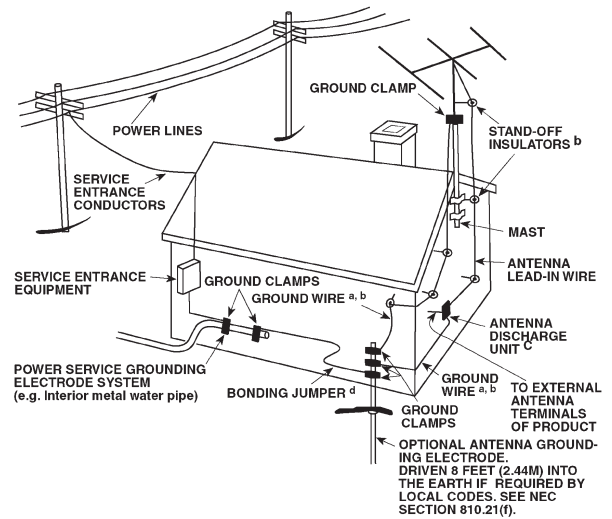 GROUND CLAMP
POWER LINES
STAND-OFF
INSULATORS b
SERVICE
ENTRANCE
CONDUCTORS
MAST
ANTENNA
LEAD-IN WIRE
SERVICE ENTRANCE
EQUIPMENT
GROUND CLAMPS
GROUND WIRE a, b
ANTENNA
DISCHARGE
UNIT C
POWER SERVICE GROUNDING
ELECTRODE SYSTEM
(e.g. Interior metal water pipe)
BONDING JUMPER d
GROUND
WIRE a, b
GROUND
CLAMPS
TO EXTERNAL
ANTENNA
TERMINALS
OF PRODUCT
OPTIONAL ANTENNA GROUND-
ING ELECTRODE.
DRIVEN 8 FEET (2.44M) INTO
THE EARTH IF REQUIRED BY
LOCAL CODES. SEE NEC
SECTION 810.21(f).